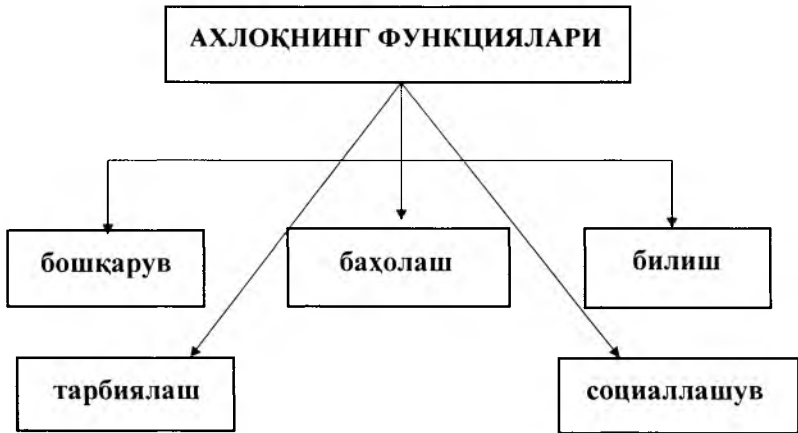 АХЛОҚНИНГ ФУНКЦИЯЛАРИ
бошқарув
баҳолаш
билиш
тарбиялаш
социаллашув